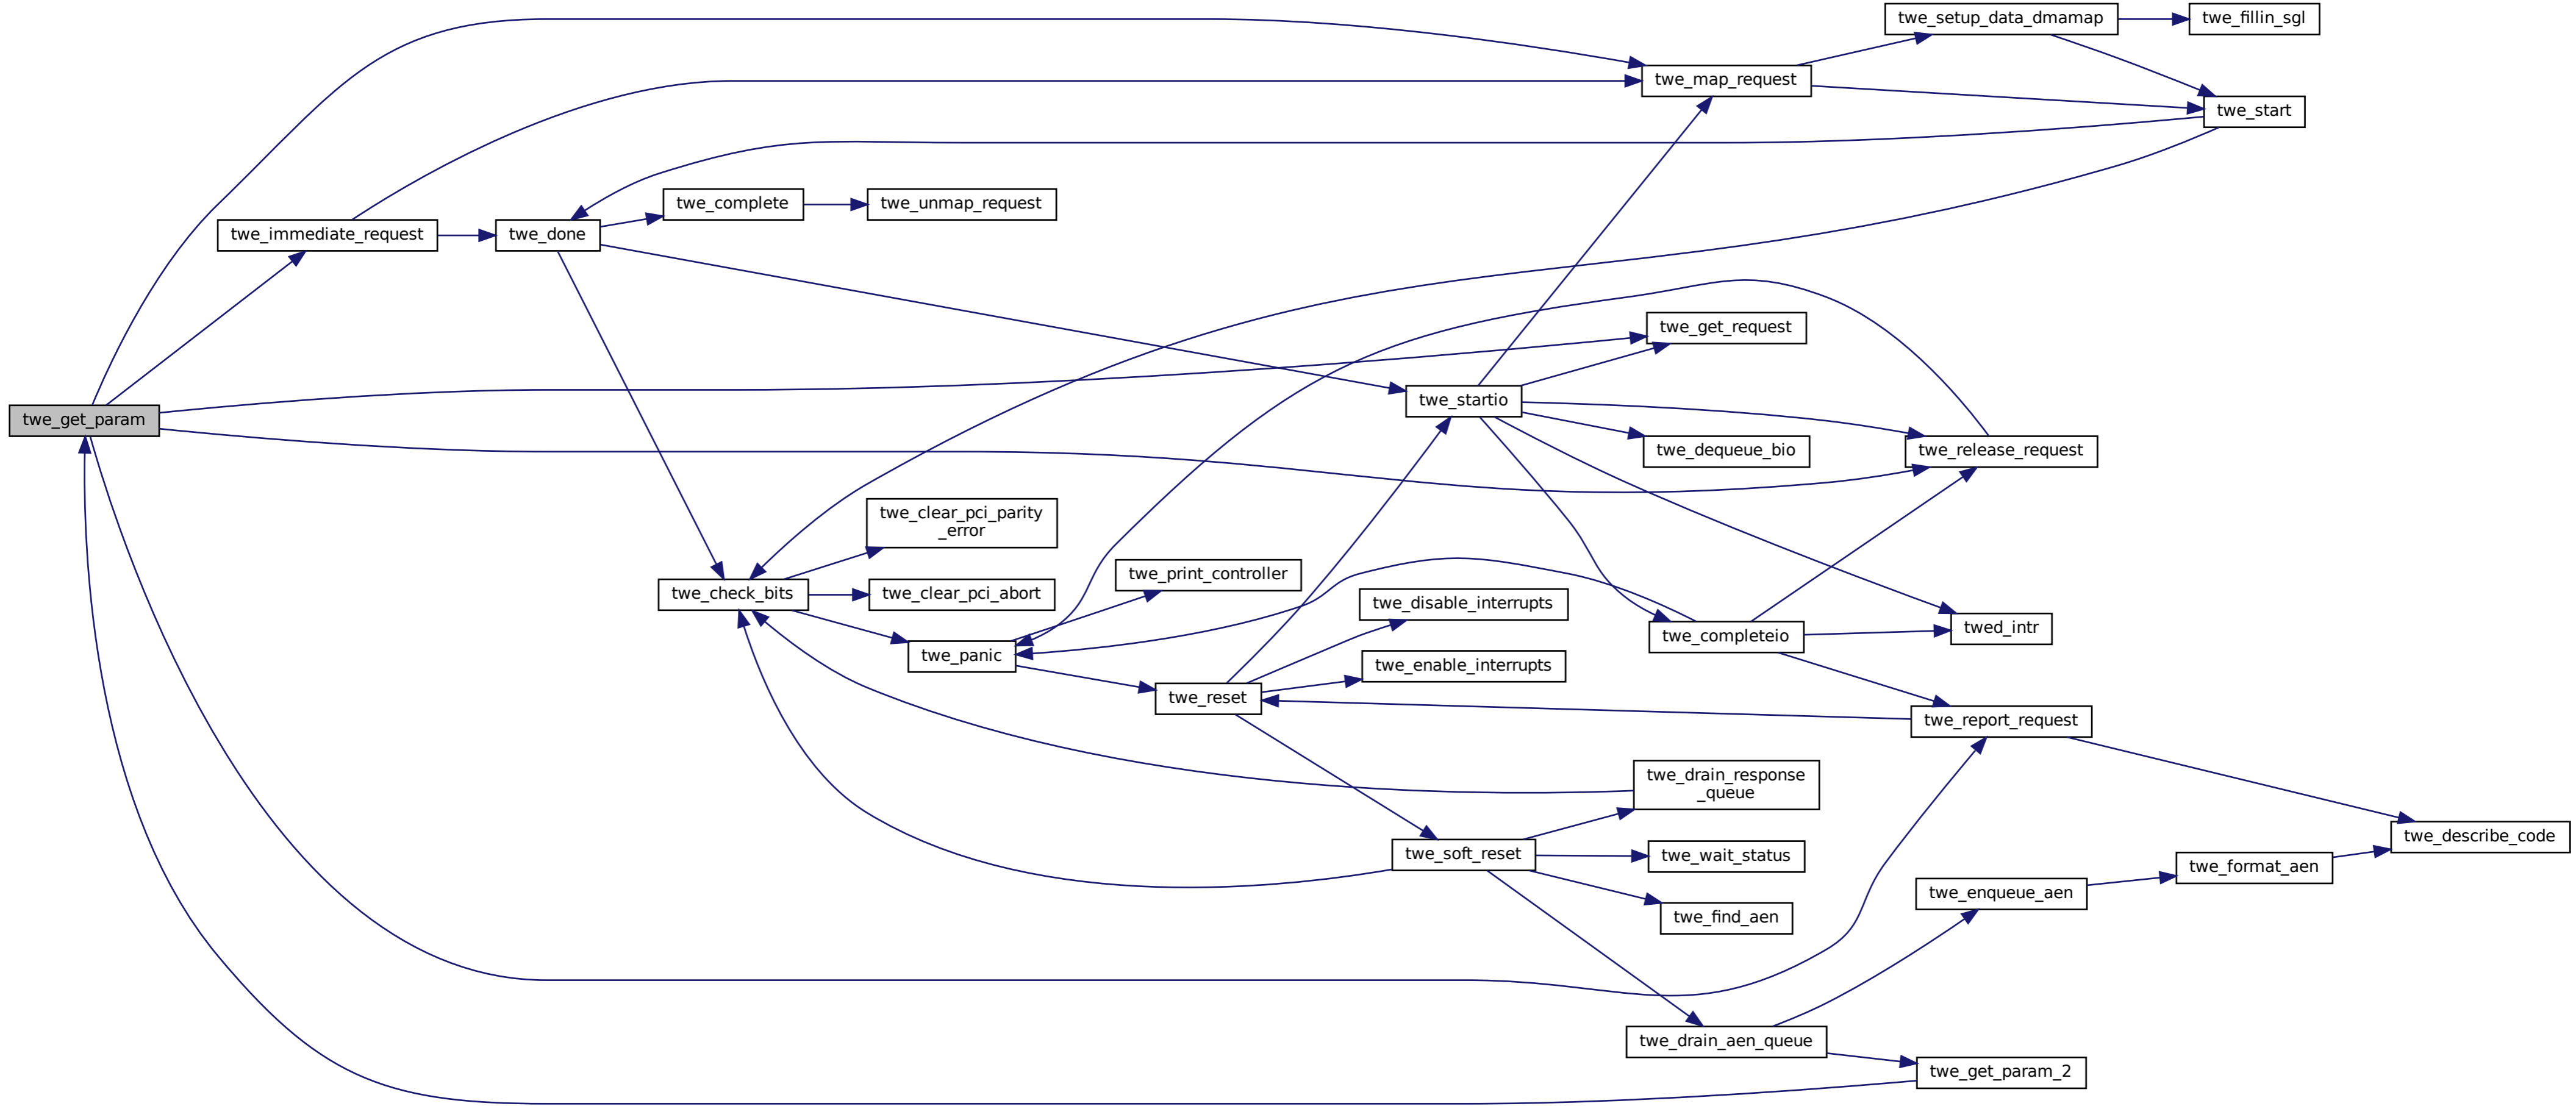 twe_setup_data_dmamap
twe_fillin_sgl
twe_map_request
twe_start
twe_complete
twe_unmap_request
twe_immediate_request
twe_done
twe_get_request
twe_startio
twe_get_param
twe_dequeue_bio
twe_release_request
twe_clear_pci_parity
_error
twe_print_controller
twe_check_bits
twe_clear_pci_abort
twe_disable_interrupts
twe_completeio
twed_intr
twe_panic
twe_enable_interrupts
twe_reset
twe_report_request
twe_drain_response
_queue
twe_describe_code
twe_soft_reset
twe_wait_status
twe_format_aen
twe_enqueue_aen
twe_find_aen
twe_drain_aen_queue
twe_get_param_2